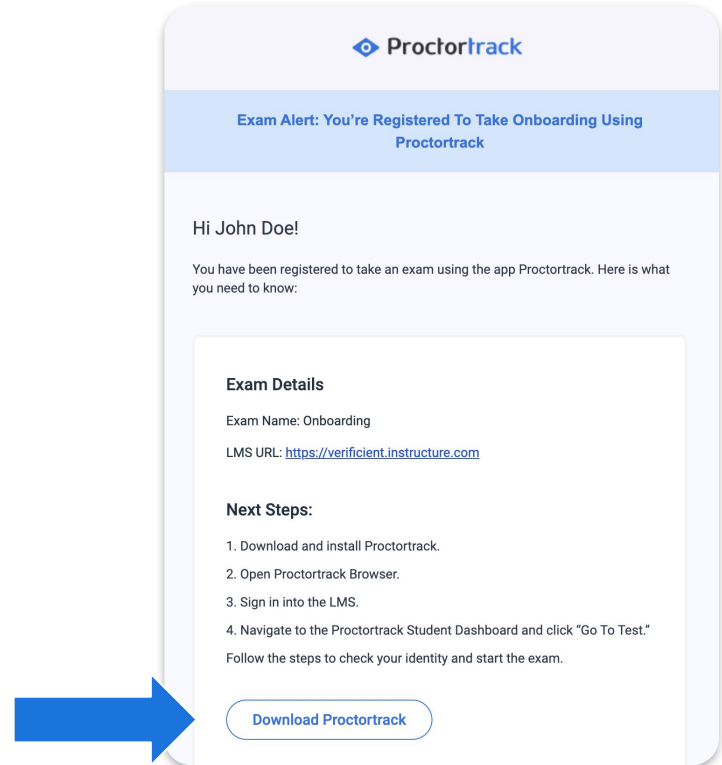 Proctortrack
Exam Alert: You’re Registered To Take Onboarding Using
Proctortrack
Hi John Doe!
You have been registered to take an exam using the app Proctortrack. Here is what
you need to know:
Exam Details
Exam Name: Onboarding
LMS URL: https://verificient.instructure.com
Next Steps:
1. Download and install Proctortrack.
2. Open Proctortrack Browser.
3. Sign in into the LMS.
4. Navigate to the Proctortrack Student Dashboard and click “Go To Test.”
Follow the steps to check your identity and start the exam.
Download Proctortrack